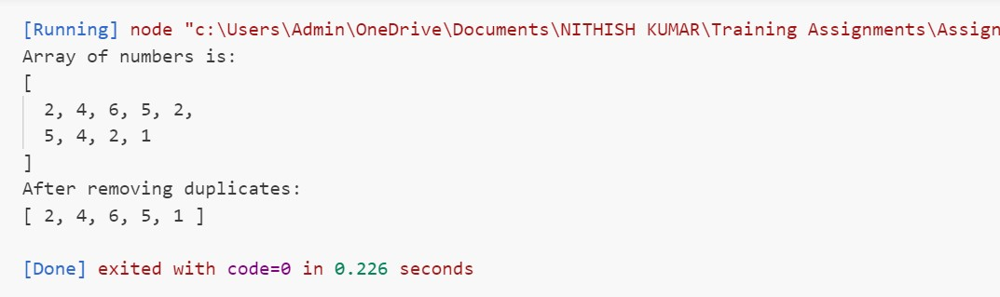 [Running] node "c:\Users\Admin\OneDrive\Documents\NITHISH KUMAR\Training Assignments\Assign
Array of numbers is:
[
2, 4, 6, 5, 2,
5, 4, 2, 1
]
After removing duplicates:
[ 2, 4, 6, 5, 1 ]
[Done] exited with code=0 in 0.226 seconds